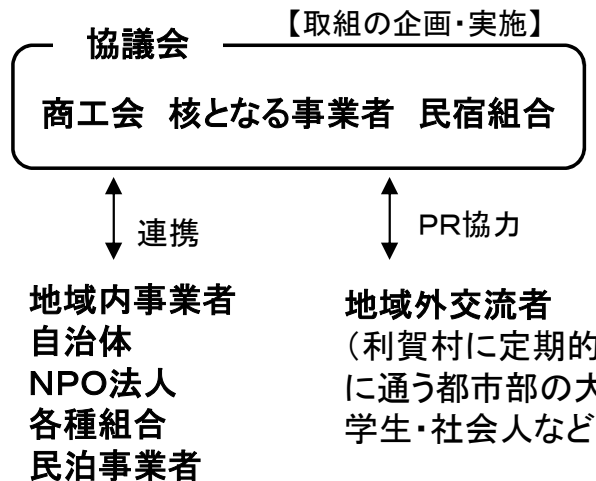 【取組の企画・実施】
協議会
商工会 核となる事業者 民宿組合
連携
PR協力
地域内事業者
自治体
NPO法人
各種組合
民泊事業者
地域外交流者
（利賀村に定期的
に通う都市部の大
学生・社会人など